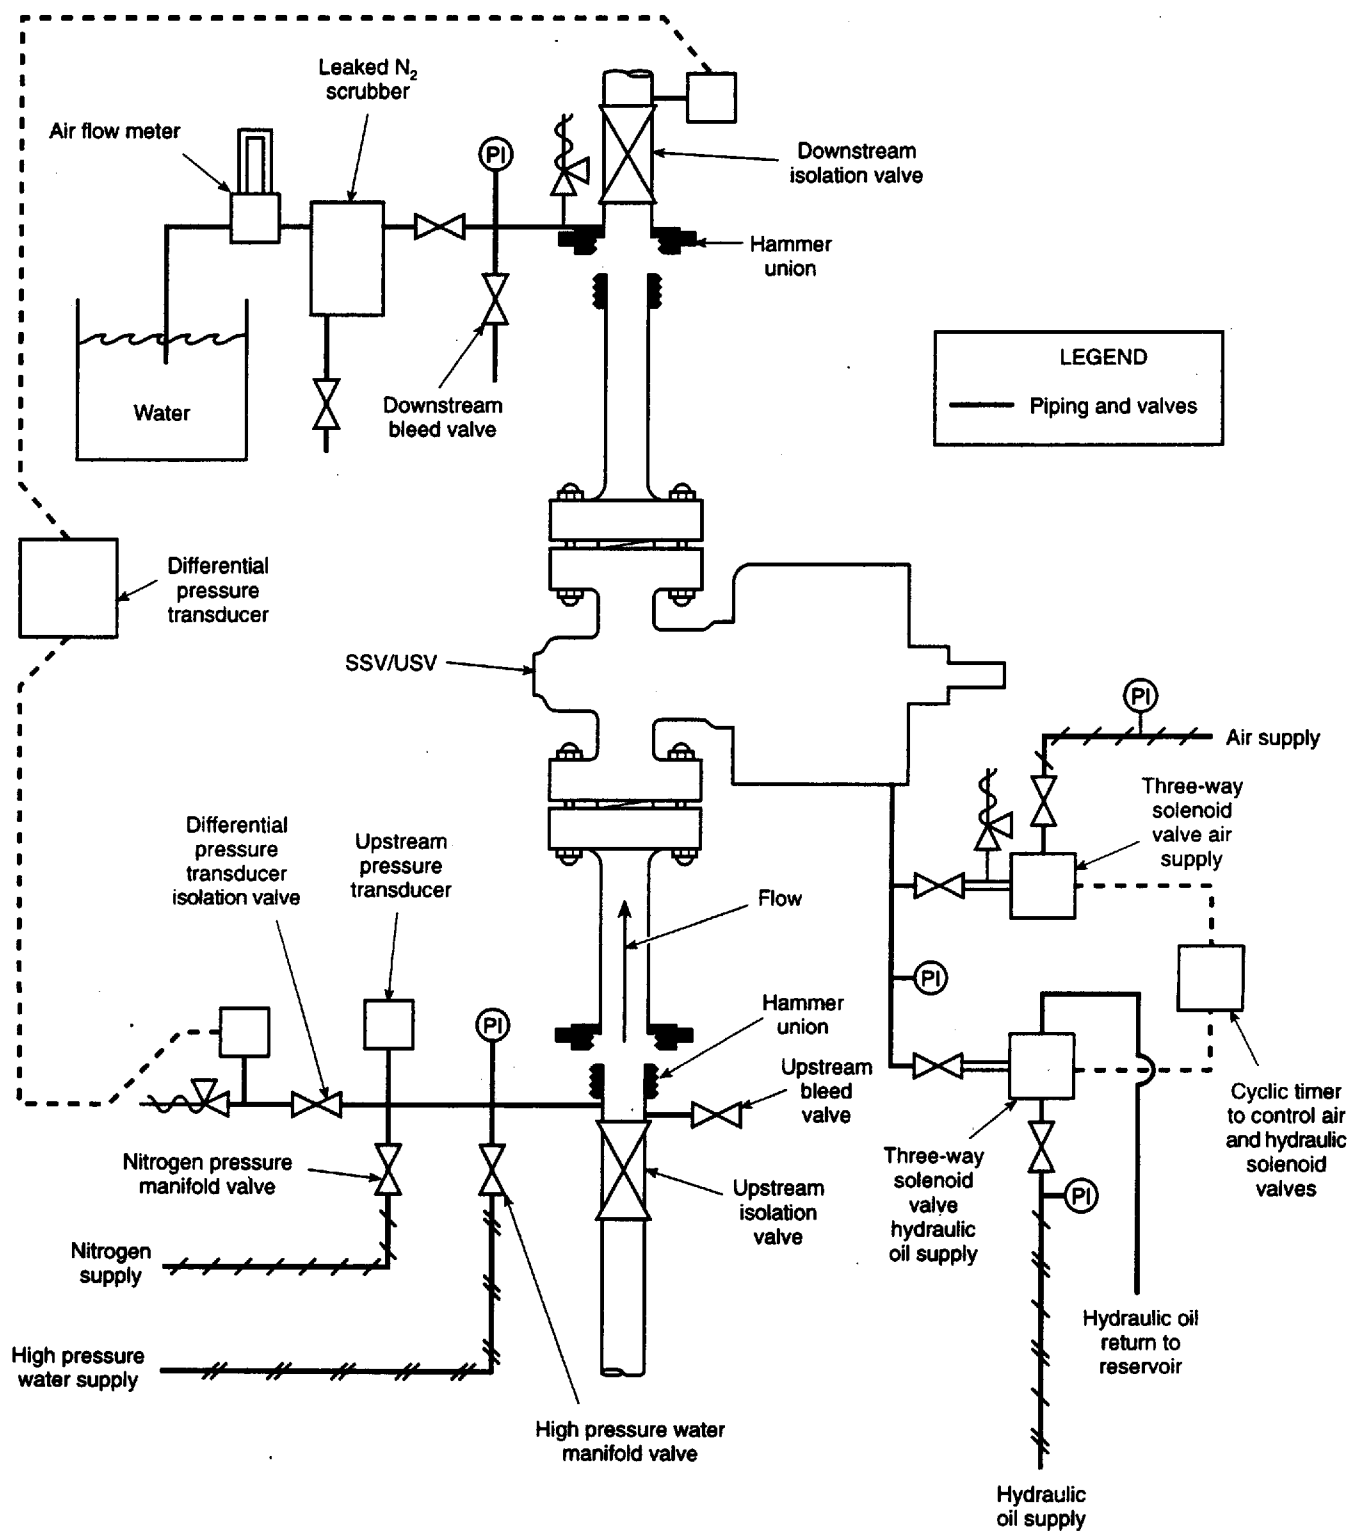 Leaked N2
scrubber
Air flow meter
PI
Downstream
isolation valve
Hammer
union
Water
Downstream
bleed valve
LEGEND
Piping and valves
Differential
pressure
transducer
SSV/USV
PI
Air supply
Three-way
solenoid
valve air
supply
Differential
pressure
transducer
isolation valve
Upstream
pressure
transducer
Flow
PI
Hammer
union
PI
Upstream
bleed
valve
Cyclic timer
to control air
and hydraulic
solenoid
valves
Nitrogen pressure
manifold valve
Upstream
isolation
valve
Three-way
solenoid
valve
hydraulic
oil supply
PI
Nitrogen
supply
Hydraulic oil
return to
reservoir
High pressure
water supply
High pressure water
manifold valve
Hydraulic
oil supply